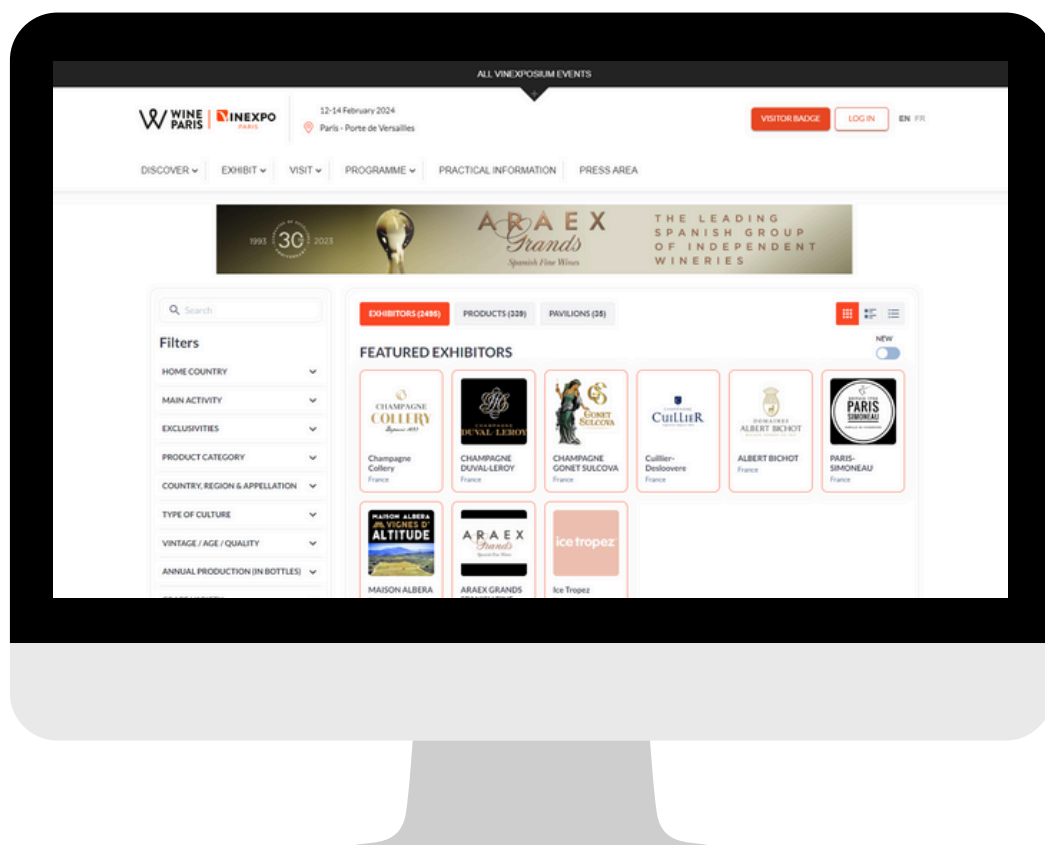 ALL VINEXPOSIUM EVENTS
+
WINE PARIS
VINEXPO PARIS
12-14 February 2024
Paris - Porte de Versailles
VISITOR BADGE
LOG IN
EN FR
DISCOVER
EXHIBIT
VISIT
PROGRAMME
PRACTICAL INFORMATION
PRESS AREA
1993 30 2023
ARAEX
Grands
Spanish Fine Wines
THE LEADING
SPANISH GROUP
OF INDEPENDENT
WINERIES
Search
Filters
HOME COUNTRY
MAIN ACTIVITY
EXCLUSIVITIES
PRODUCT CATEGORY
COUNTRY, REGION & APPELLATION
TYPE OF CULTURE
VINTAGE / AGE / QUALITY
ANNUAL PRODUCTION (IN BOTTLES)
EXHIBITORS (2495)
PRODUCTS (339)
PAVILIONS (35)
NEW
FEATURED EXHIBITORS
CHAMPAGNE
COLLERY
Depuis 1893
Champagne
Collery
France
CHAMPAGNE
DUVAL-LEROY
CHAMPAGNE
DUVAL-LEROY
France
GONET
SULCOVA
CHAMPAGNE
GONET SULCOVA
France
CUILLIER
Cuillier-
Desloovere
France
DOMAINES
ALBERT BICHOT
ALBERT BICHOT
France
PARIS
SIMONEAU
PARIS-
SIMONEAU
France
MAISON ALBERA
VIGNES D'
ALTITUDE
MAISON ALBERA
ARAEX
Grands
Spanish Fine Wines
ARAEX GRANDS
ice tropez
Ice Tropez